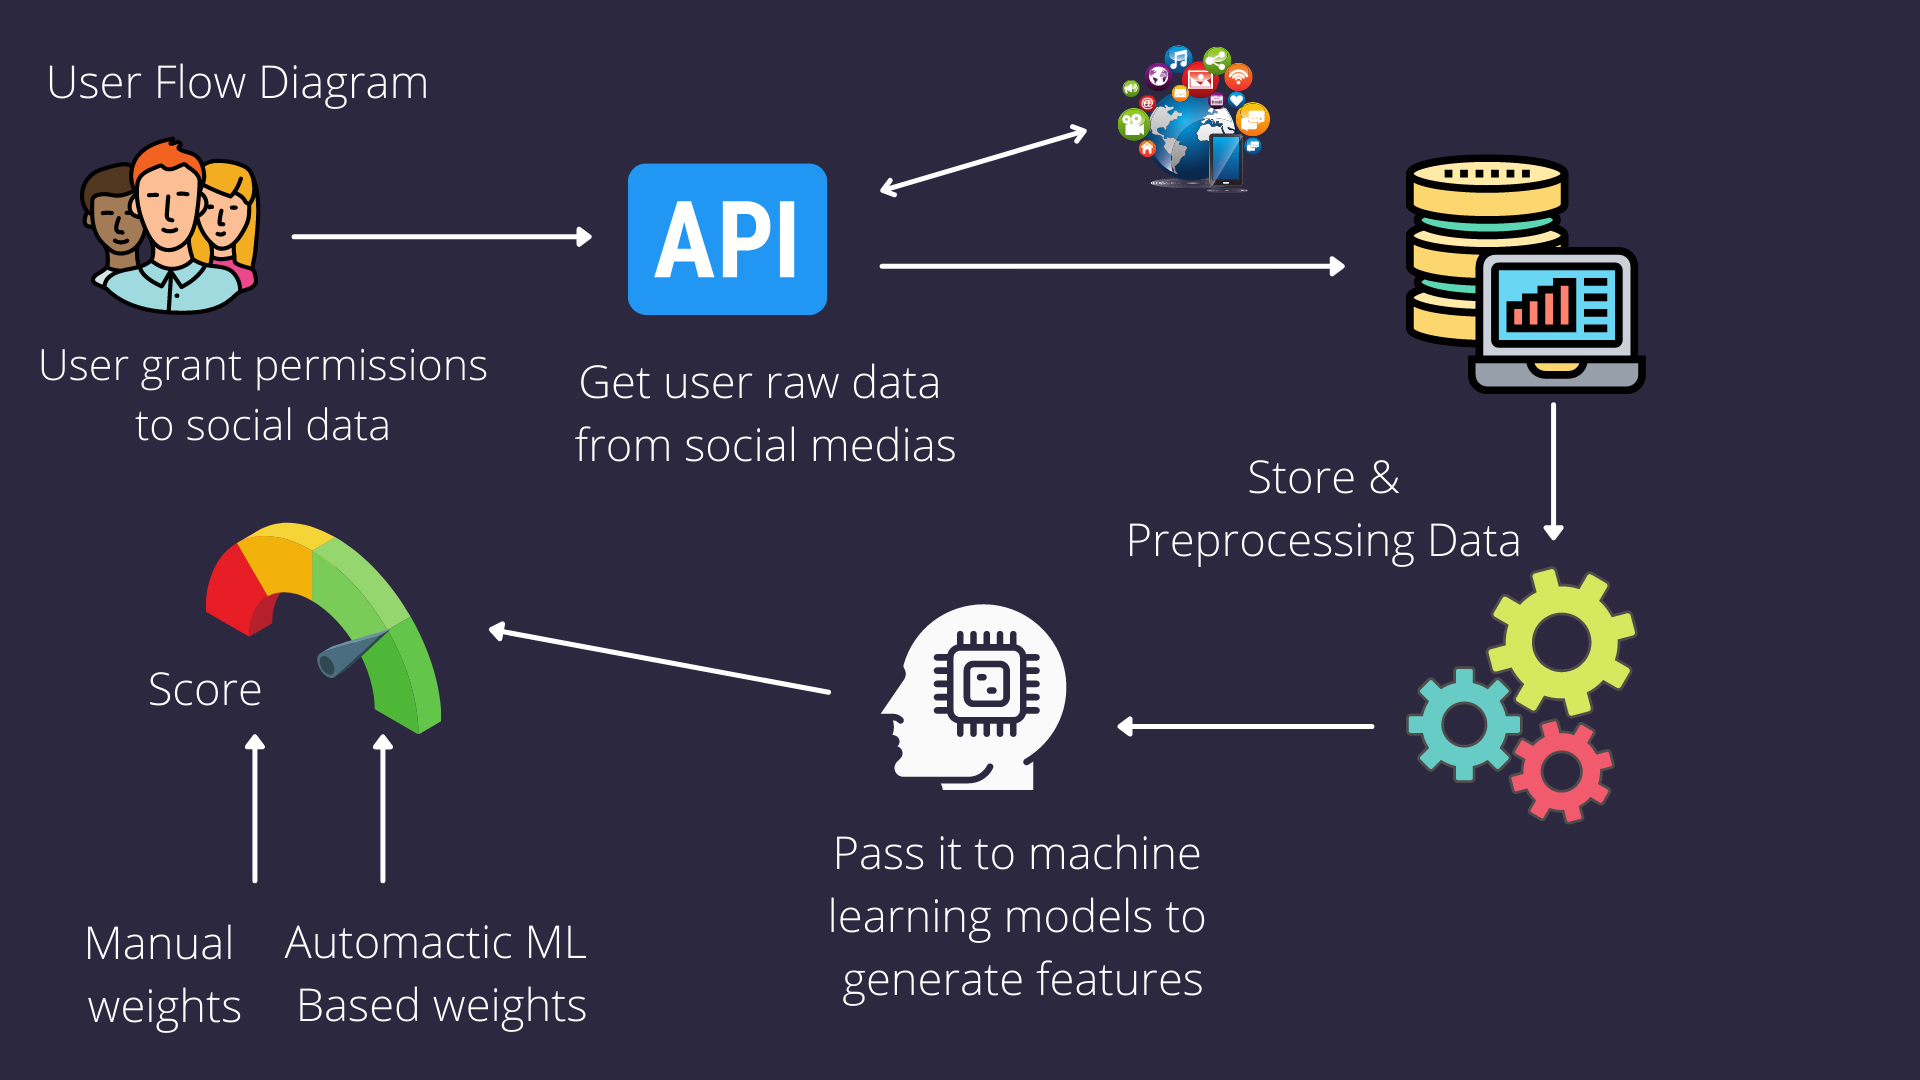 User Flow Diagram
API
User grant permissions
to social data
Get user raw data
from social medias
Store &
Preprocessing Data
Score
Pass it to machine
learning models to
generate features
Manual
weights
Automactic ML
Based weights